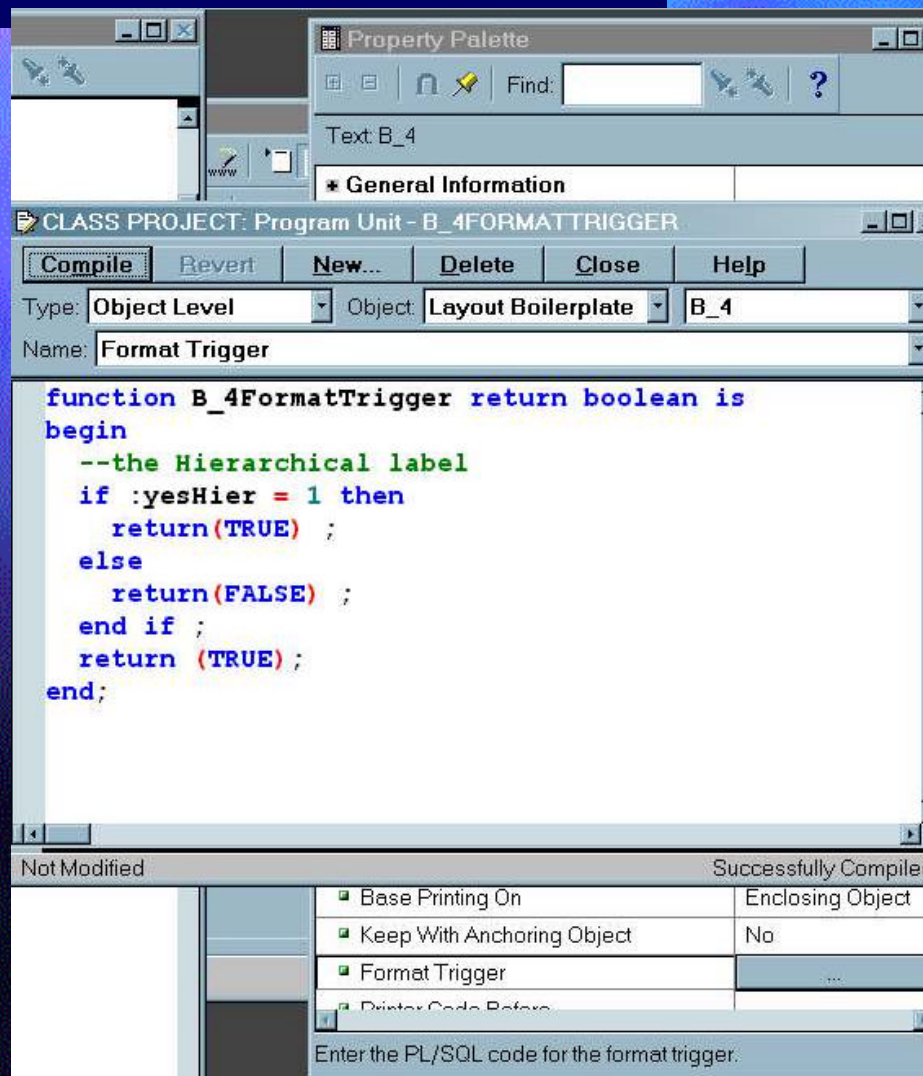 Property Palette
Find:
?
Text: B_4
www
General Information
CLASS PROJECT: Program Unit - B_4FORMATTRIGGER
Compile Revert New... Delete Close Help
Type: Object Level Object: Layout Boilerplate B_4
Name: Format Trigger
function B_4FormatTrigger return boolean is
begin
--the Hierarchical label
if :yesHier = 1 then
return(TRUE) ;
else
return(FALSE) ;
end if ;
return (TRUE);
end;
Not Modified Successfully Compile
Base Printing On Enclosing Object
Keep With Anchoring Object No
Format Trigger ...
Printer Code Before
Enter the PL/SQL code for the format trigger.